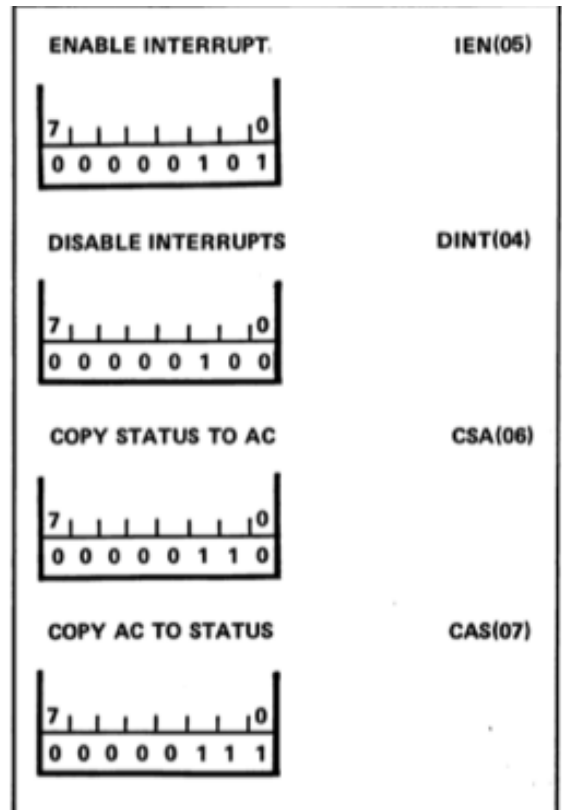 ENABLE INTERRUPT. IEN(05)
7 0
0 0 0 0 0 1 0 1
DISABLE INTERRUPTS DINT(04)
7 0
0 0 0 0 0 1 0 0
COPY STATUS TO AC CSA(06)
7 0
0 0 0 0 0 1 1 0
COPY AC TO STATUS CAS(07)
7 0
0 0 0 0 0 1 1 1